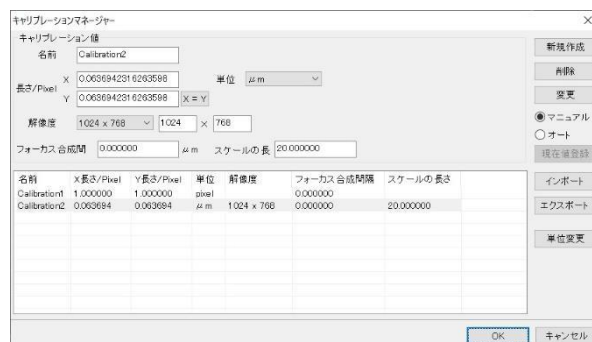 キャリブレーションマネージャー
キャリブレーション値
名前 Calibration2
長さ/Pixel X 0.0636942316263598 単位 μm
Y 0.0636942316263598 X = Y
解像度 1024 x 768 1024 × 768
フォーカス合成間 0.000000 μm スケールの長 20.000000
新規作成
削除
変更
マニュアル
オート
現在値登録
名前 X長さ/Pixel Y長さ/Pixel 単位 解像度 フォーカス合成間隔 スケールの長さ
Calibration1 1.000000 1.000000 pixel 0.000000
Calibration2 0.063694 0.063694 μm 1024 x 768 0.000000 20.000000
インポート
エクスポート
単位変更
OK キャンセル